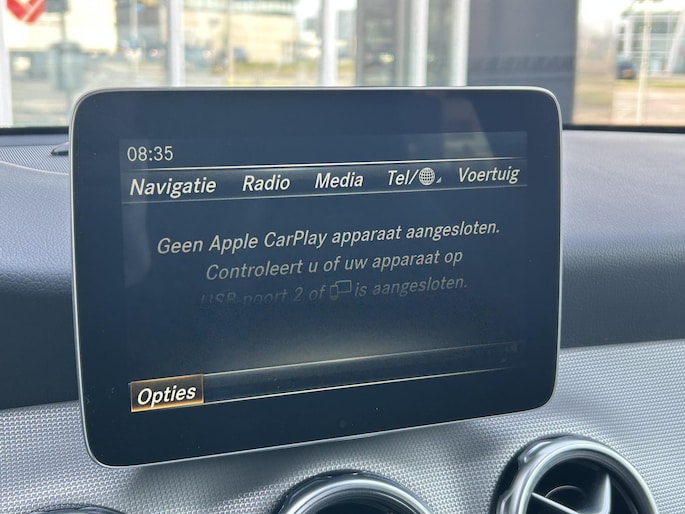 08:35
Navigatie Radio Media Tel/ Voertuig
Geen Apple CarPlay apparaat aangesloten.
Controleert u of uw apparaat op
USB-poort 2 of is aangesloten.
Opties